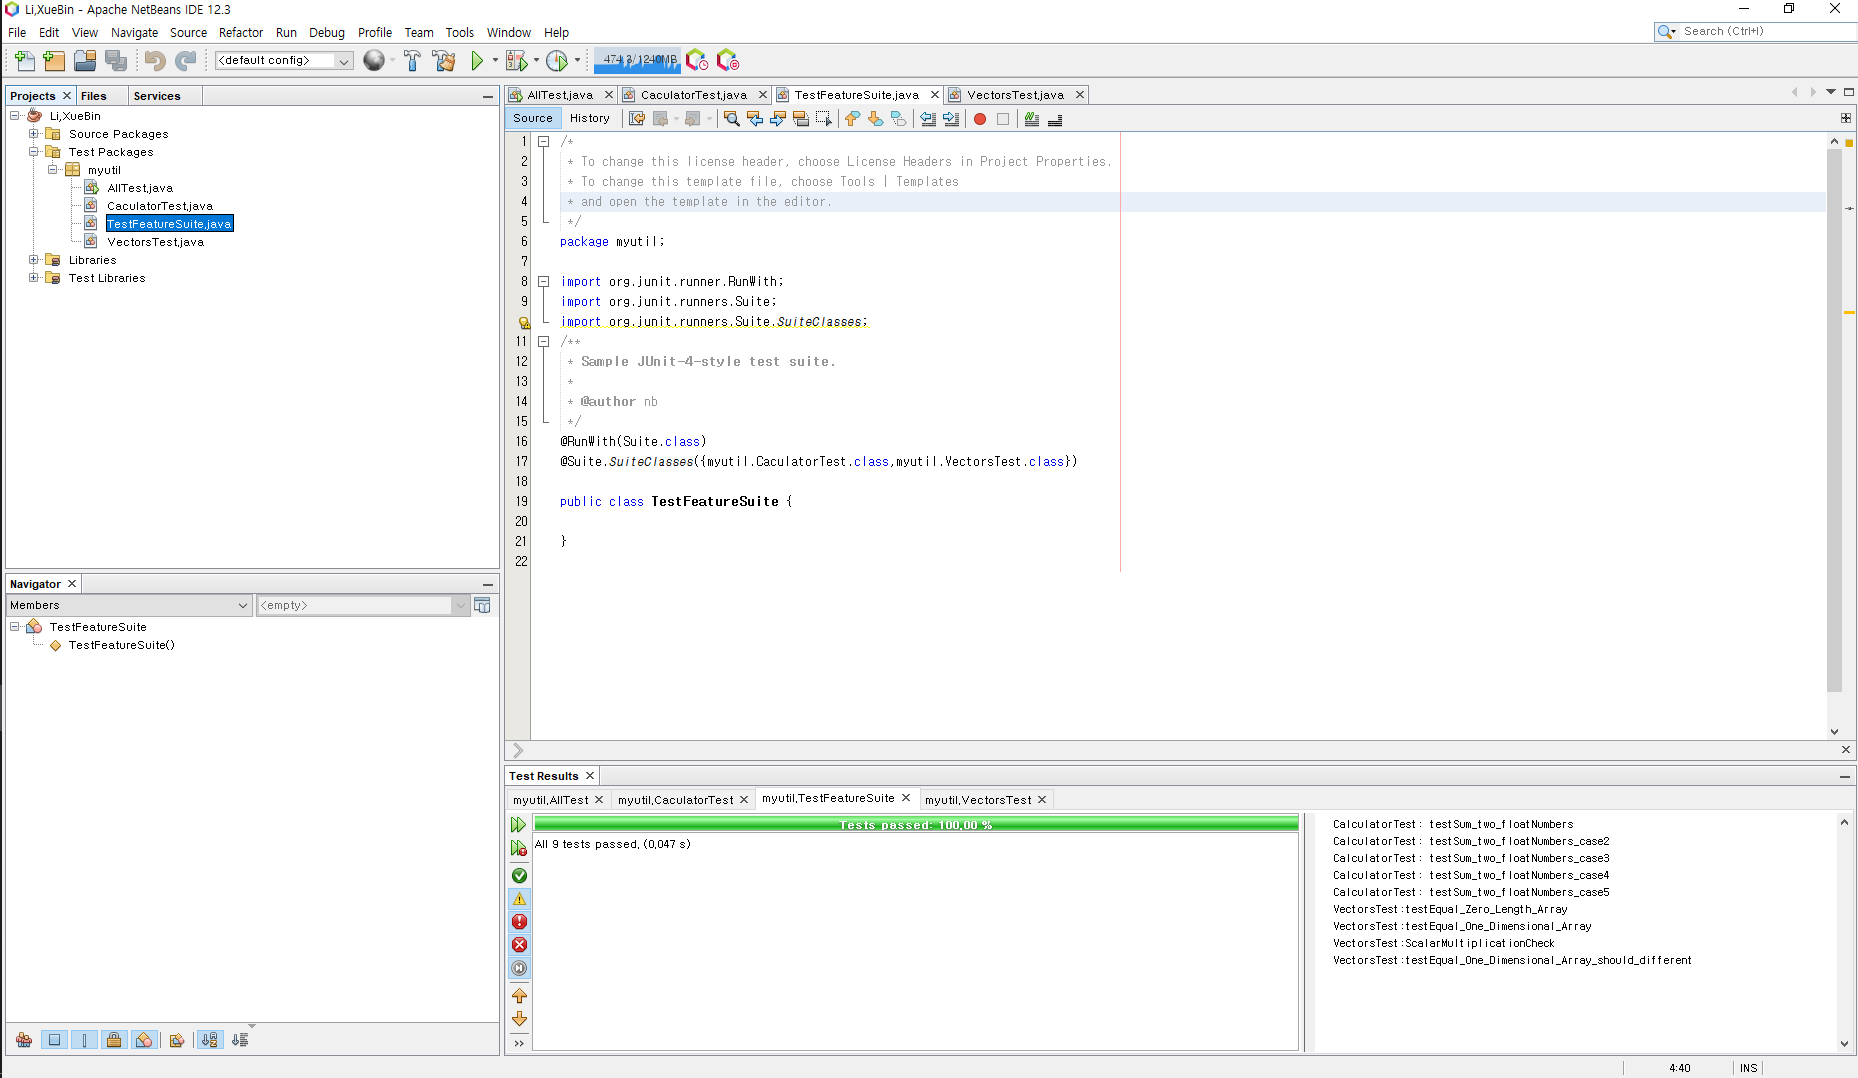 Li,XueBin - Apache NetBeans IDE 12.3
File Edit View Navigate Source Refactor Run Debug Profile Team Tools Window Help
Search (Ctrl+I)
<default config>
474.3/1240MB
Projects Files Services
Li,XueBin
Source Packages
Test Packages
myutil
AllTest.java
CaculatorTest.java
TestFeatureSuite.java
VectorsTest.java
Libraries
Test Libraries
Navigator
Members <empty>
TestFeatureSuite
TestFeatureSuite()
AllTest.java CaculatorTest.java TestFeatureSuite.java VectorsTest.java
Source History
1 /*
2 * To change this license header, choose License Headers in Project Properties.
3 * To change this template file, choose Tools | Templates
4 * and open the template in the editor.
5 */
6 package myutil;
7
8 import org.junit.runner.RunWith;
9 import org.junit.runners.Suite;
import org.junit.runners.Suite.SuiteClasses;
11 /**
12 * Sample JUnit-4-style test suite.
13 *
14 * @author nb
15 */
16 @RunWith(Suite.class)
17 @Suite.SuiteClasses({myutil.CaculatorTest.class,myutil.VectorsTest.class})
18
19 public class TestFeatureSuite {
20
21 }
22
Test Results
myutil.AllTest myutil.CaculatorTest myutil.TestFeatureSuite myutil.VectorsTest
Tests passed: 100,00 %
All 9 tests passed. (0,047 s)
CalculatorTest: testSum_two_floatNumbers
CalculatorTest: testSum_two_floatNumbers_case2
CalculatorTest: testSum_two_floatNumbers_case3
CalculatorTest: testSum_two_floatNumbers_case4
CalculatorTest: testSum_two_floatNumbers_case5
VectorsTest:testEqual_Zero_Length_Array
VectorsTest:testEqual_One_Dimensional_Array
VectorsTest:ScalarMultiplicationCheck
VectorsTest:testEqual_One_Dimensional_Array_should_different
4:40 INS